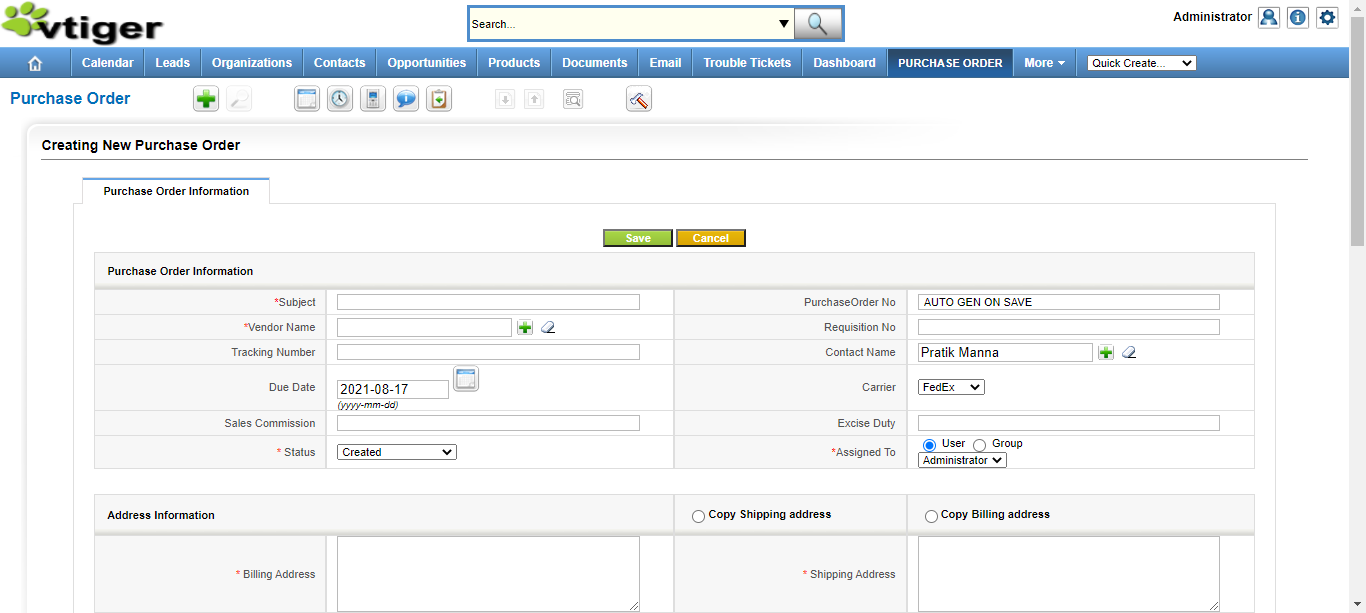 vtiger
Search...
Administrator
Calendar Leads Organizations Contacts Opportunities Products Documents Email Trouble Tickets Dashboard PURCHASE ORDER More Quick Create...
Purchase Order
Creating New Purchase Order
Purchase Order Information
Save Cancel
Purchase Order Information
*Subject PurchaseOrder No AUTO GEN ON SAVE
*Vendor Name Requisition No
Tracking Number Contact Name Pratik Manna
Due Date 2021-08-17 Carrier FedEx
(yyyy-mm-dd)
Sales Commission Excise Duty
* Status Created *Assigned To User Group
Administrator
Address Information Copy Shipping address Copy Billing address
* Billing Address * Shipping Address